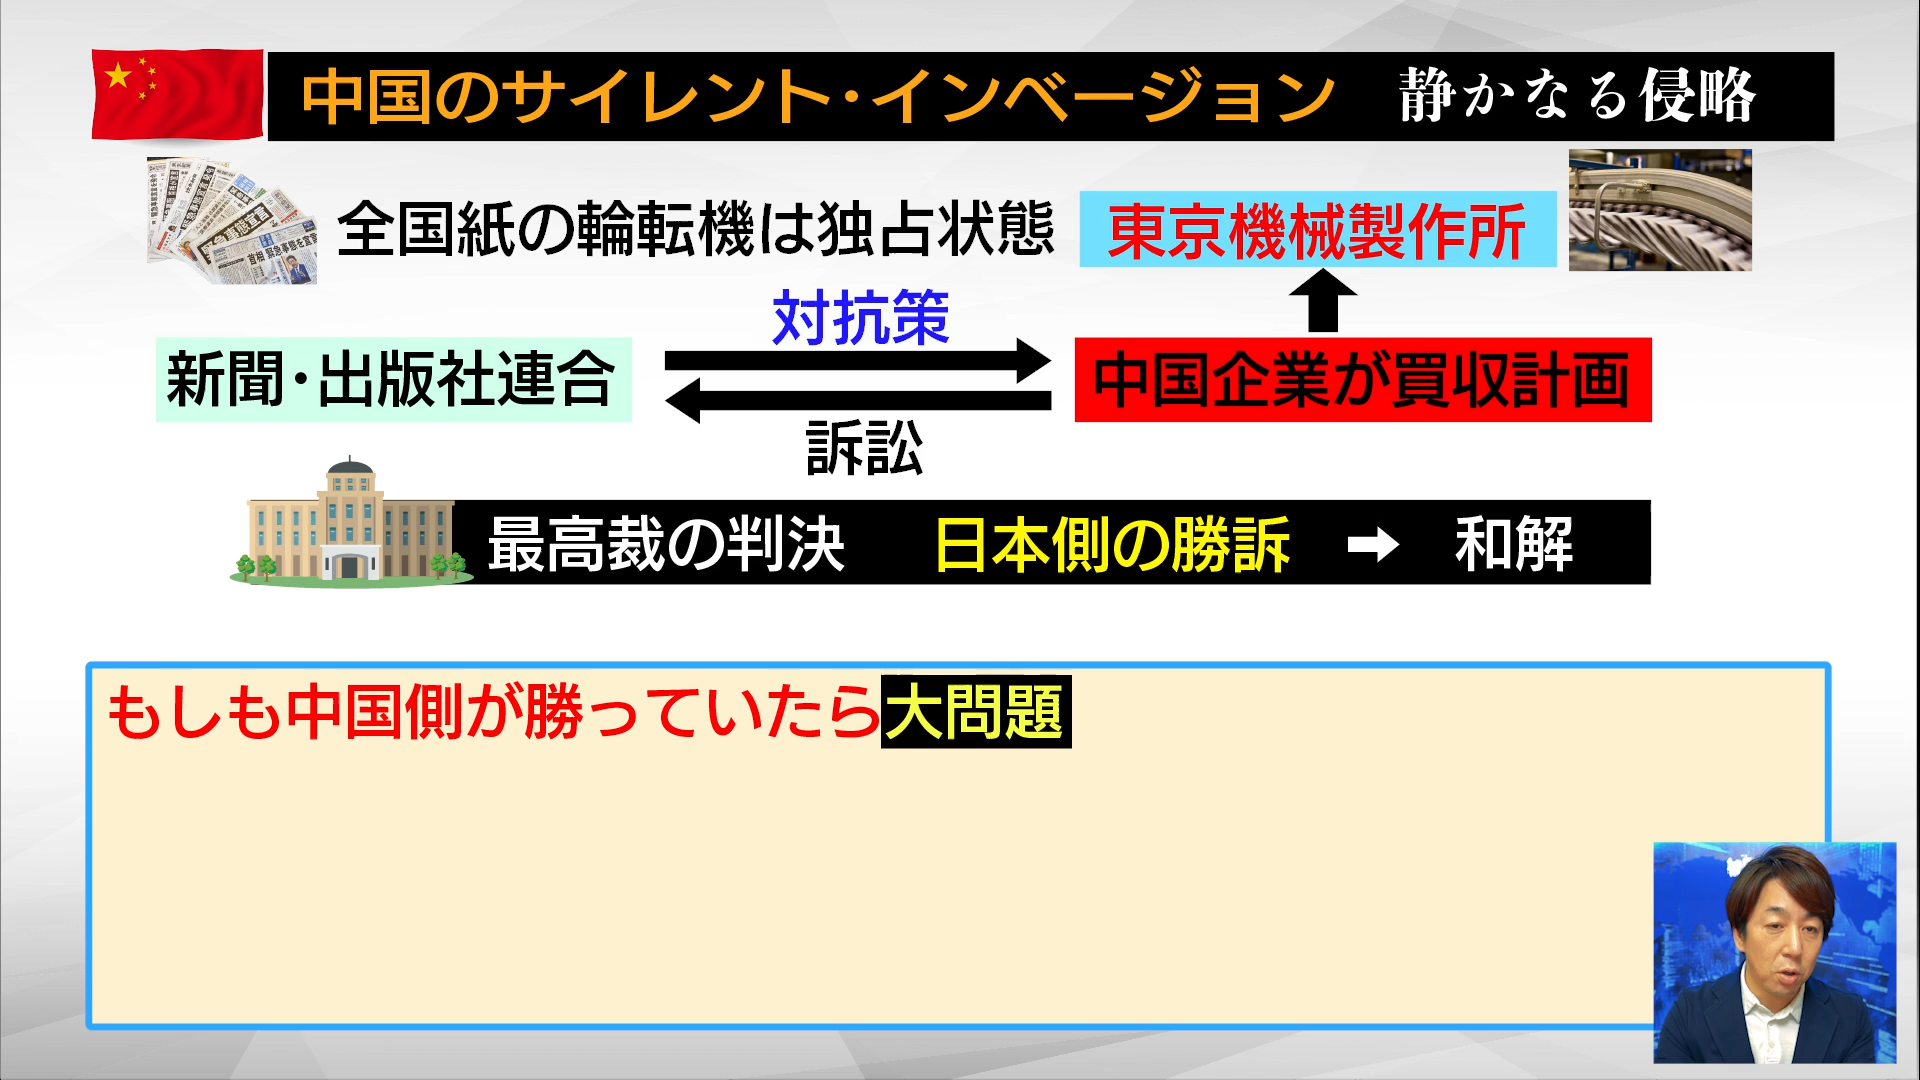 中国のサイレント・インベージョン 静かなる侵略
全国紙の輪転機は独占状態 東京機械製作所
対抗策
新聞・出版社連合 中国企業が買収計画
訴訟
最高裁の判決 日本側の勝訴 ➡ 和解
もしも中国側が勝っていたら大問題